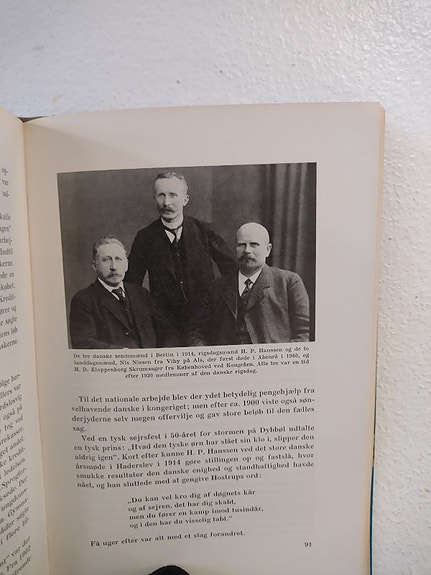 op-
var
De tre danske sendemænd i Berlin i 1914, rigsdagsmand H. P. Hanssen og de to
landdagsmænd, Nis Nissen fra Viby på Als, der først døde i Åbenrå i 1960, og
H. D. Kloppenborg Skrumsager fra Københoved ved Kongeåen. Alle tre var en tid
efter 1920 medlemmer af den danske rigsdag.
Til det nationale arbejde blev der ydet betydelig pengehjælp fra
velhavende danske i kongeriget; men efter ca. 1900 viste også søn-
derjyderne selv megen offervilje og gav store beløb til den fælles
sag.
Ved en tysk sejrsfest i 50-året for stormen på Dybbøl udtalte
en tysk prins: „Hvad den tyske ørn har slået sin klo i, slipper den
aldrig igen". Kort efter kunne H. P. Hanssen ved det store danske
årsmøde i Haderslev i 1914 gøre stillingen op og fastslå, hvor
smukke resultater den danske enighed og standhaftighed havde
nået, og han sluttede med at gengive Hostrups ord:
„Du kan vel kro dig af døgnets kår
og af sejren, det har dig skabt,
men du fører en kamp imod tusindår,
og i den har du visselig tabt."
Få uger efter var alt med et slag forandret.
91